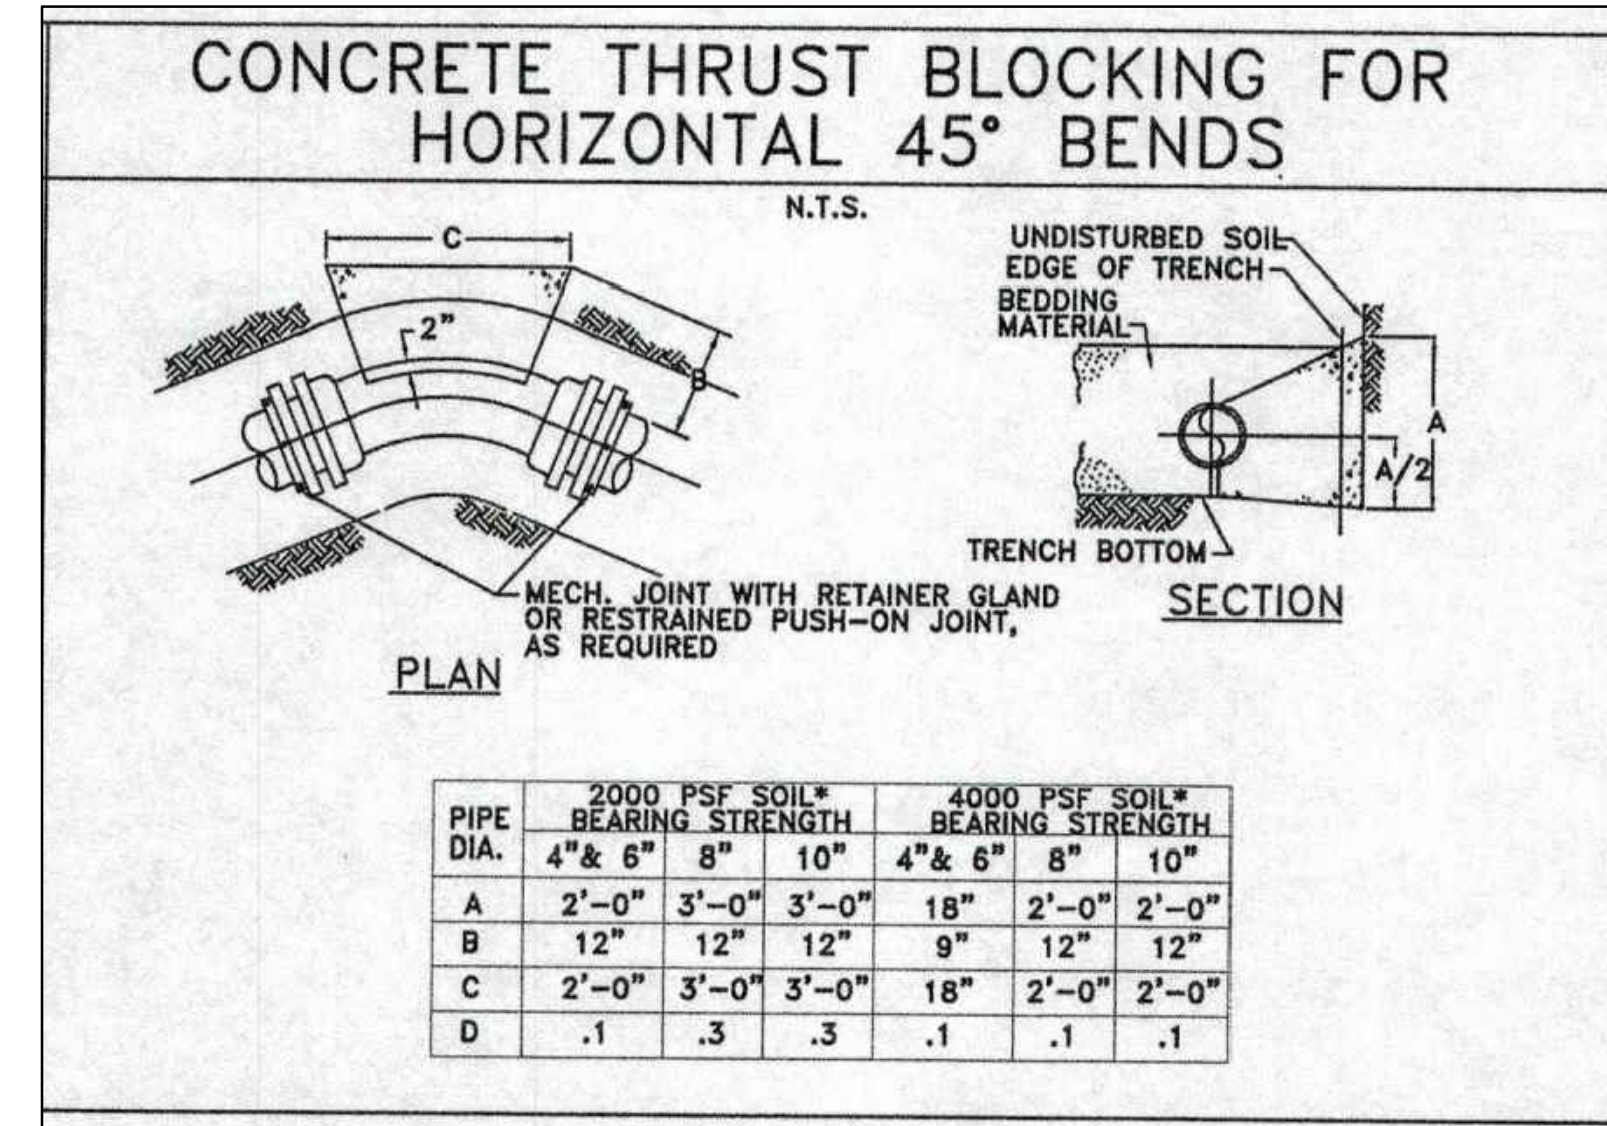 CONCRETE THRUST BLOCKING FOR
HORIZONTAL 45° BENDS
N.T.S.
C
2"
B
UNDISTURBED SOIL
EDGE OF TRENCH
BEDDING
MATERIAL
A
A/2
TRENCH BOTTOM
SECTION
MECH. JOINT WITH RETAINER GLAND
OR RESTRAINED PUSH-ON JOINT,
AS REQUIRED
PLAN
PIPE DIA. 2000 PSF SOIL* BEARING STRENGTH 4000 PSF SOIL* BEARING STRENGTH
4"& 6" 8" 10" 4"& 6" 8" 10"
A 2'-0" 3'-0" 3'-0" 18" 2'-0" 2'-0"
B 12" 12" 12" 9" 12" 12"
C 2'-0" 3'-0" 3'-0" 18" 2'-0" 2'-0"
D .1 .3 .3 .1 .1 .1